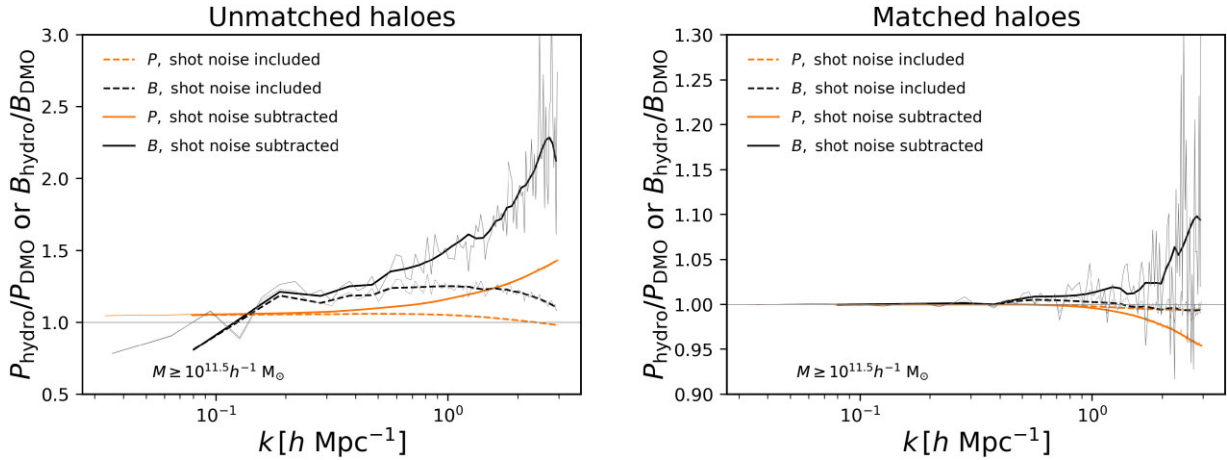 Unmatched haloes
P_hydro/P_DMO or B_hydro/B_DMO
3.0
2.5
2.0
1.5
1.0
0.5
P, shot noise included
B, shot noise included
P, shot noise subtracted
B, shot noise subtracted
M ≥ 10^11.5 h^−1 M_⊙
10^−1
10^0
k [h Mpc^−1]
Matched haloes
P_hydro/P_DMO or B_hydro/B_DMO
1.30
1.25
1.20
1.15
1.10
1.05
1.00
0.95
0.90
P, shot noise included
B, shot noise included
P, shot noise subtracted
B, shot noise subtracted
M ≥ 10^11.5 h^−1 M_⊙
10^−1
10^0
k [h Mpc^−1]